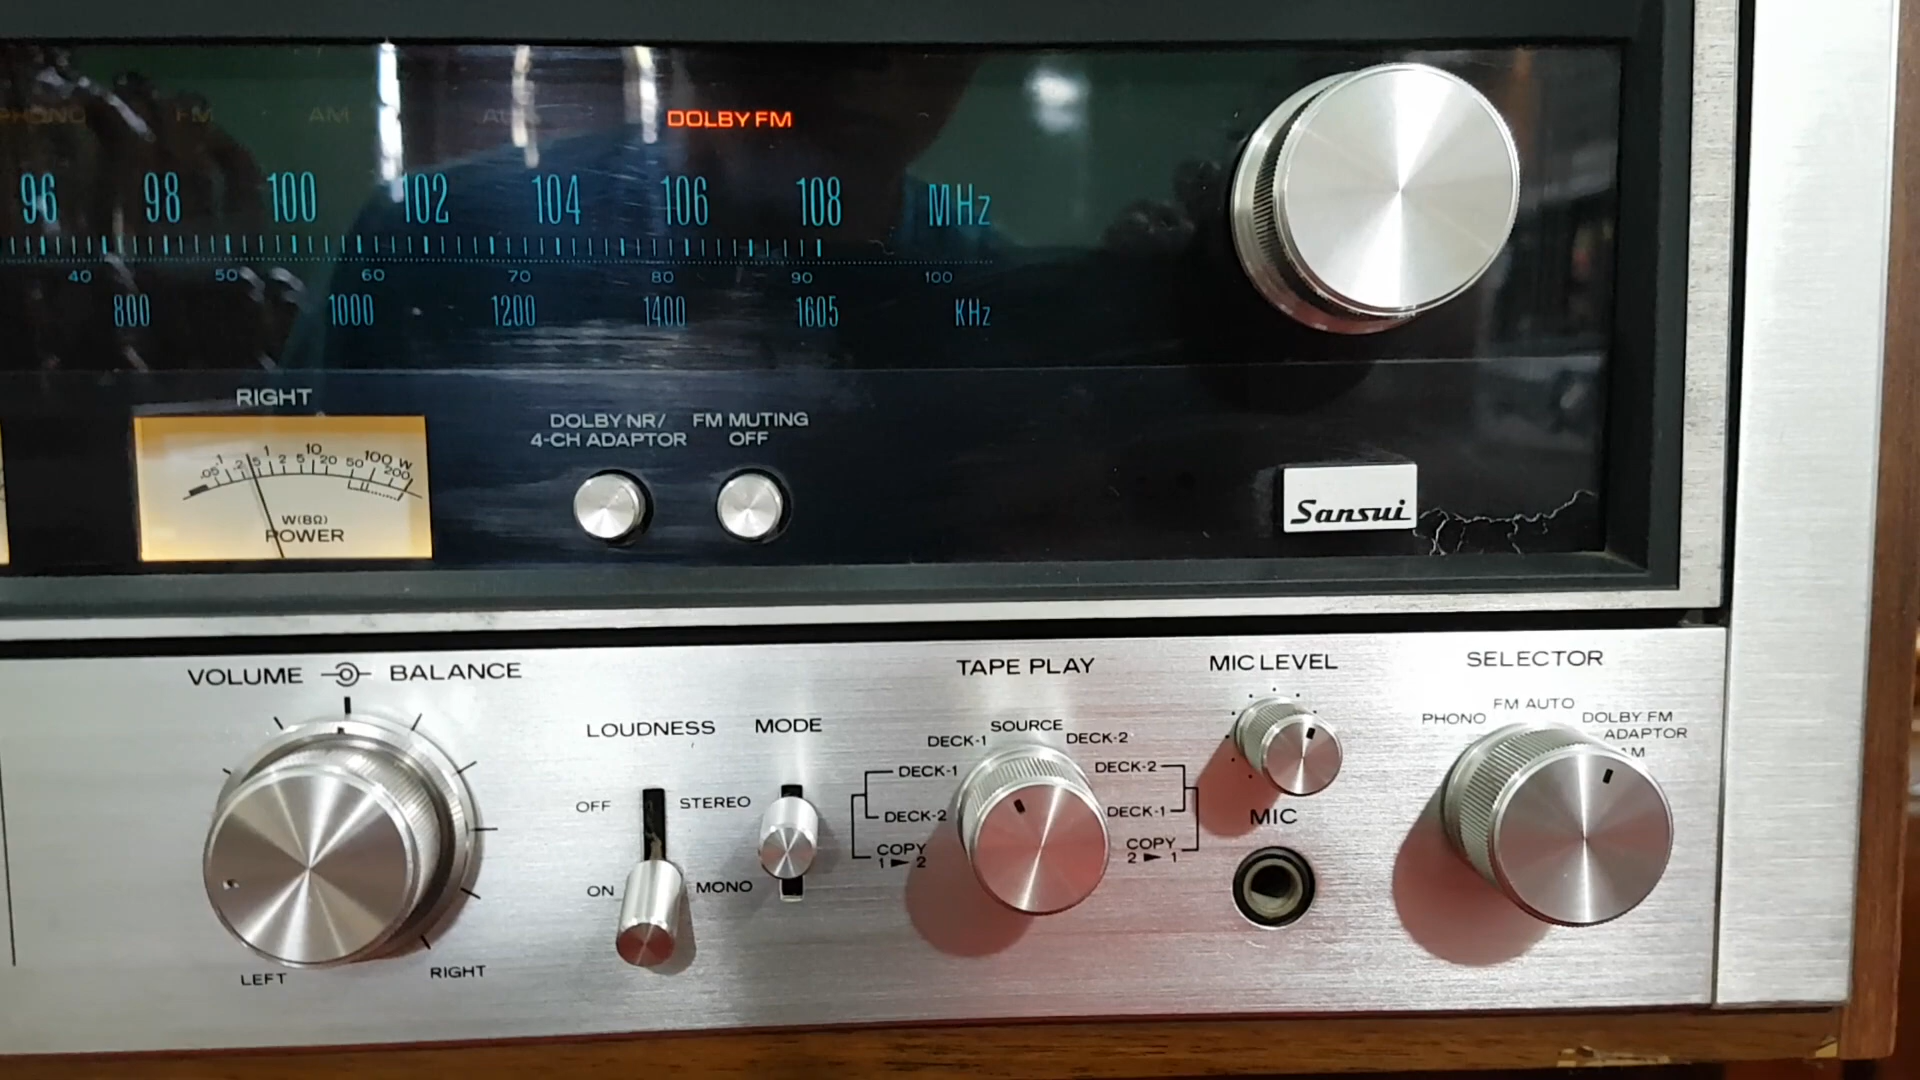 PHONO FM AM AUX DOLBY FM
96 98 100 102 104 106 108 MHz
40 50 60 70 80 90 100
800 1000 1200 1400 1605 KHz
RIGHT
.05 .1 .2 .5 1 2 5 10 20 50 100 W 200
W(8Ω)
POWER
DOLBY NR/
4-CH ADAPTOR
FM MUTING
OFF
Sansui
VOLUME BALANCE
LEFT
RIGHT
LOUDNESS
OFF
ON
MODE
STEREO
MONO
TAPE PLAY
SOURCE
DECK-1 DECK-2
DECK-1 DECK-2
DECK-2 DECK-1
COPY
1 ► 2
COPY
2 ► 1
MIC LEVEL
MIC
SELECTOR
FM AUTO
PHONO DOLBY FM
ADAPTOR
AM